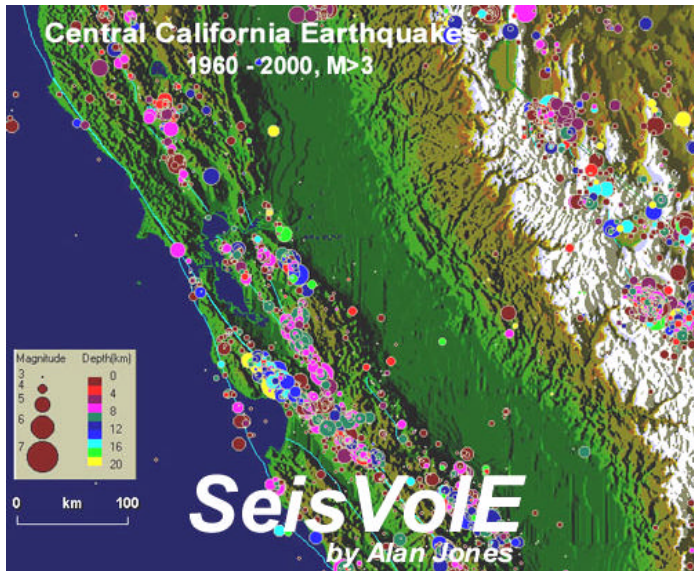 Central California Earthquakes
1960 - 2000, M>3
Magnitude Depth(km)
3
4
5
6
7
0
4
8
12
16
20
0 km 100
SeisVolE
by Alan Jones